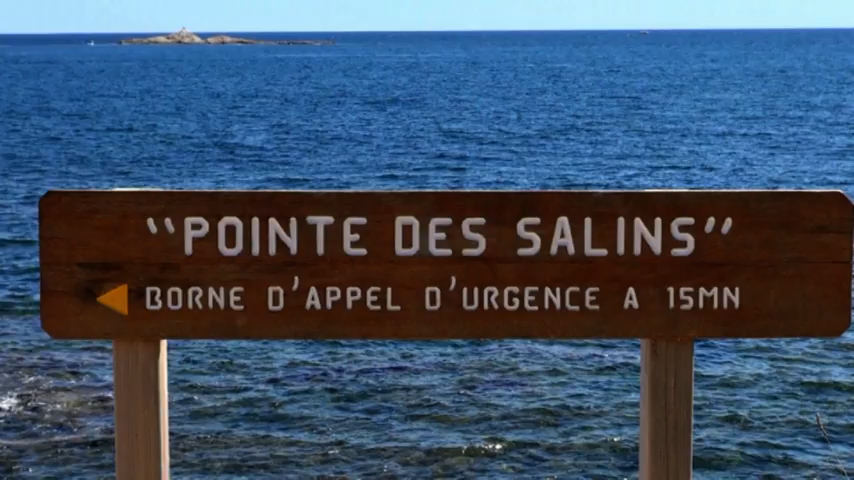 "POINTE DES SALINS"
BORNE D'APPEL D'URGENCE A 15MN